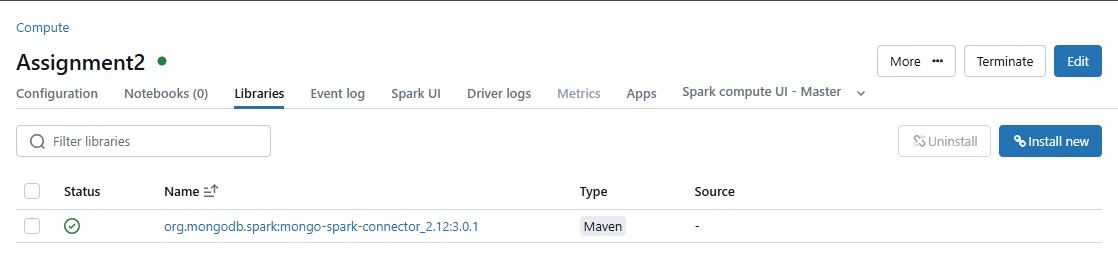 Compute
Assignment2
More ••• Terminate Edit
Configuration Notebooks (0) Libraries Event log Spark UI Driver logs Metrics Apps Spark compute UI - Master
Filter libraries Uninstall Install new
Status Name Type Source
org.mongodb.spark:mongo-spark-connector_2.12:3.0.1 Maven -